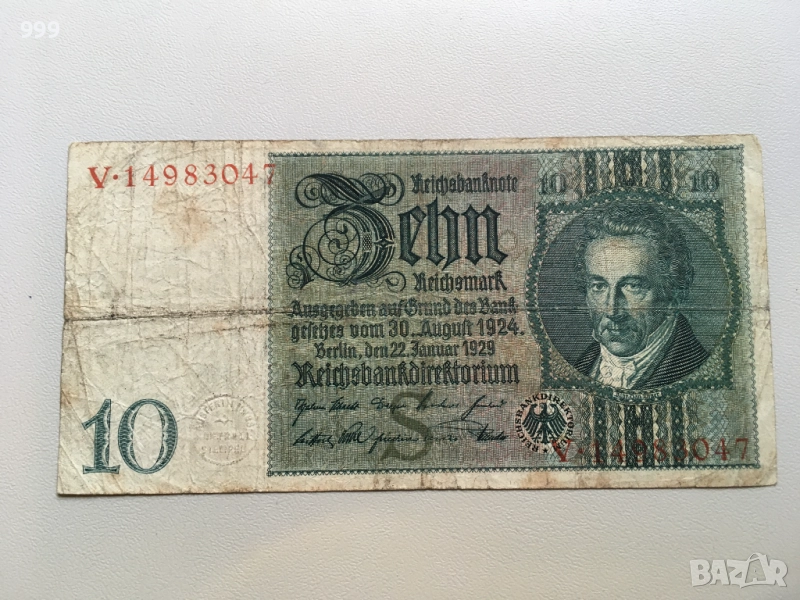 999
V·14983047
Reichsbanknote
10 10
Zehn
Reichsmark
Ausgegeben auf Grund des Bank
gesetzes vom 30. August 1924.
Berlin, den 22. Januar 1929
Reichsbankdirektorium
REICHSBANKDIREKTORIUM
S
V·14983047
10
BAZAR